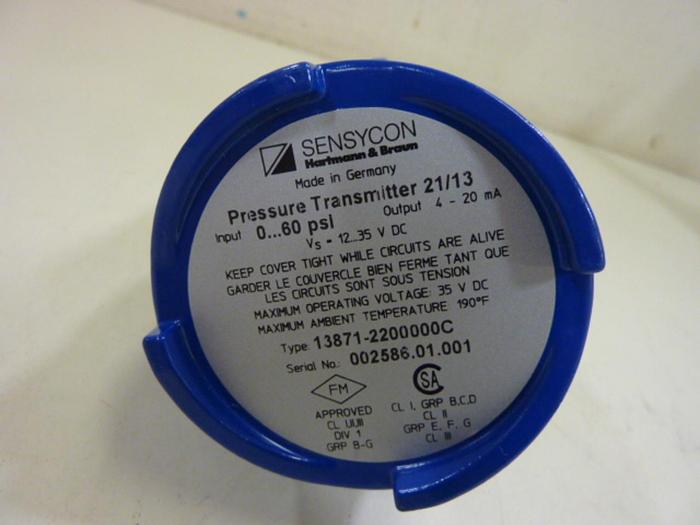 SENSYCON
Hartmann & Braun
Made in Germany
Pressure Transmitter 21/13
Input 0...60 psi Output 4 - 20 mA
Vs = 12...35 V DC
KEEP COVER TIGHT WHILE CIRCUITS ARE ALIVE
GARDER LE COUVERCLE BIEN FERME TANT QUE
LES CIRCUITS SONT SOUS TENSION
MAXIMUM OPERATING VOLTAGE: 35 V DC
MAXIMUM AMBIENT TEMPERATURE: 190°F
Type: 13871-2200000C
Serial No.: 002586.01.001
FM
APPROVED
CL I,II,III
DIV 1
GRP B-G
SA
CL I, GRP B,C,D
CL II
GRP E, F, G
CL III